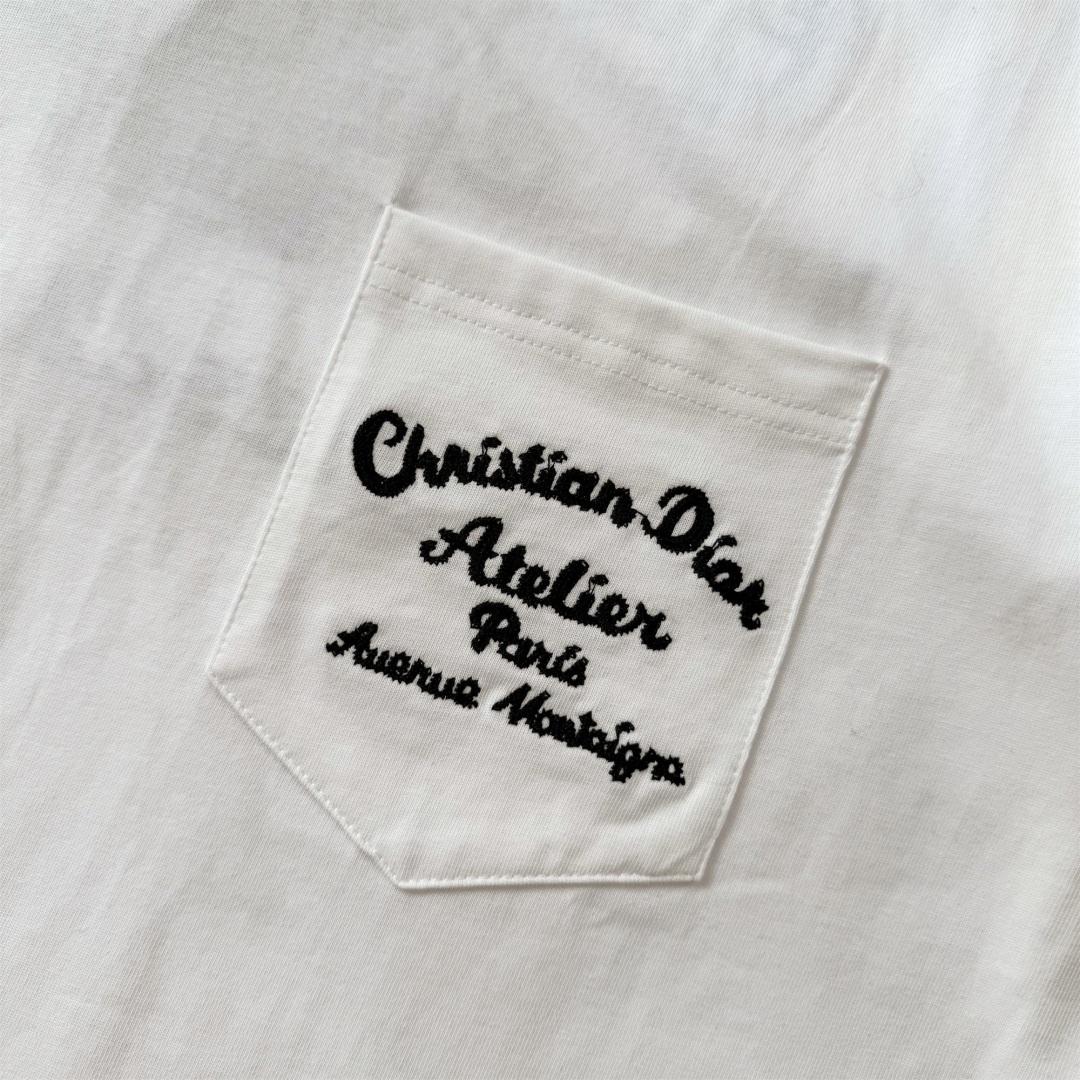 Christian Dior
Atelier
Paris
Avenue Montaigne